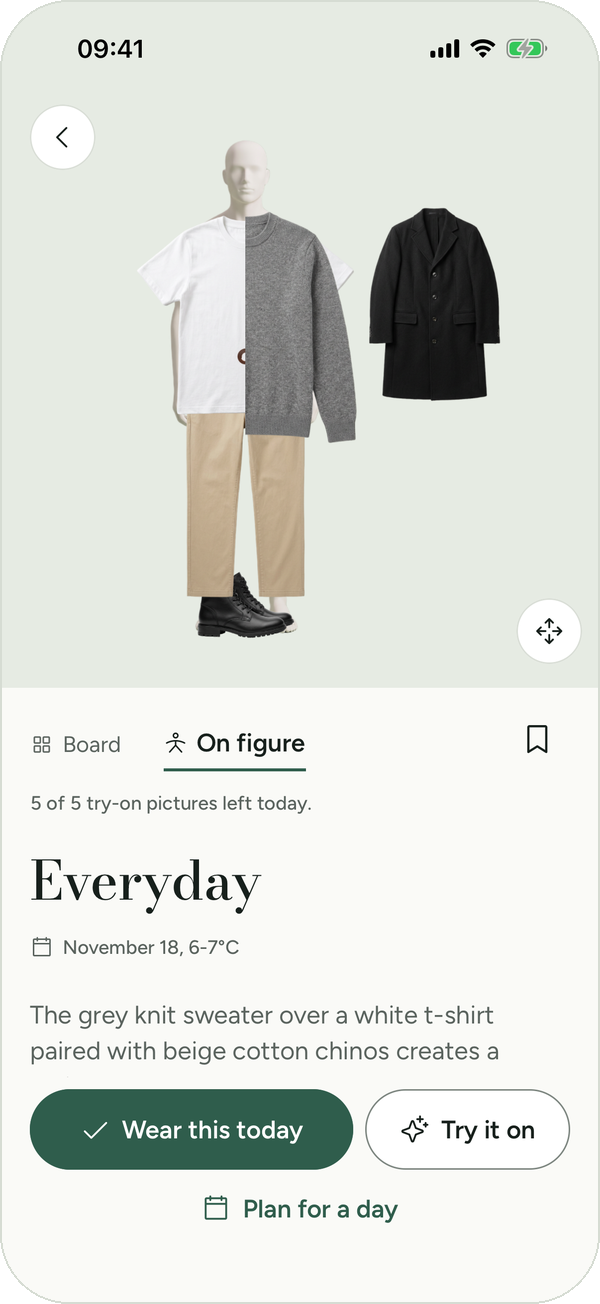 09:41
Board
On figure
5 of 5 try-on pictures left today.
Everyday
November 18, 6-7°C
The grey knit sweater over a white t-shirt
paired with beige cotton chinos creates a
Wear this today
Try it on
Plan for a day